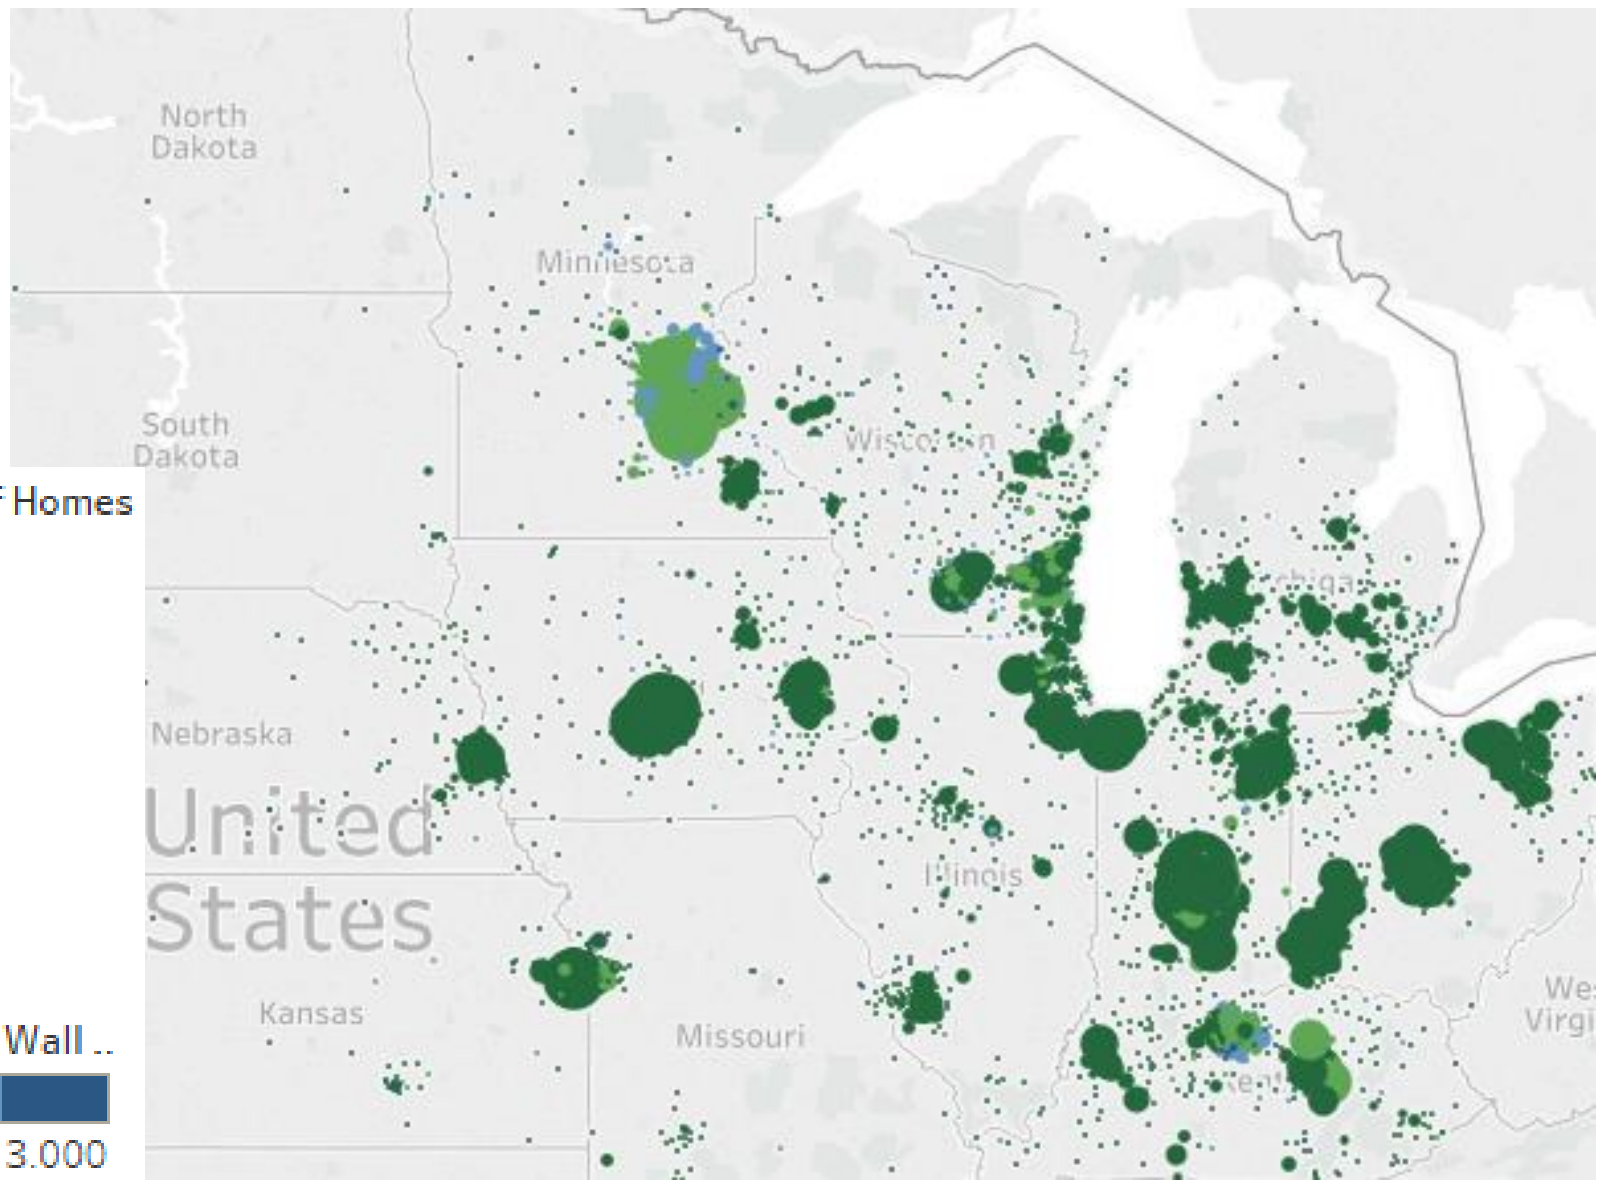 North
Dakota
Minnesota
South
Dakota
Homes
Nebraska
United
States
Illinois
Wall ..
Kansas
Missouri
3.000